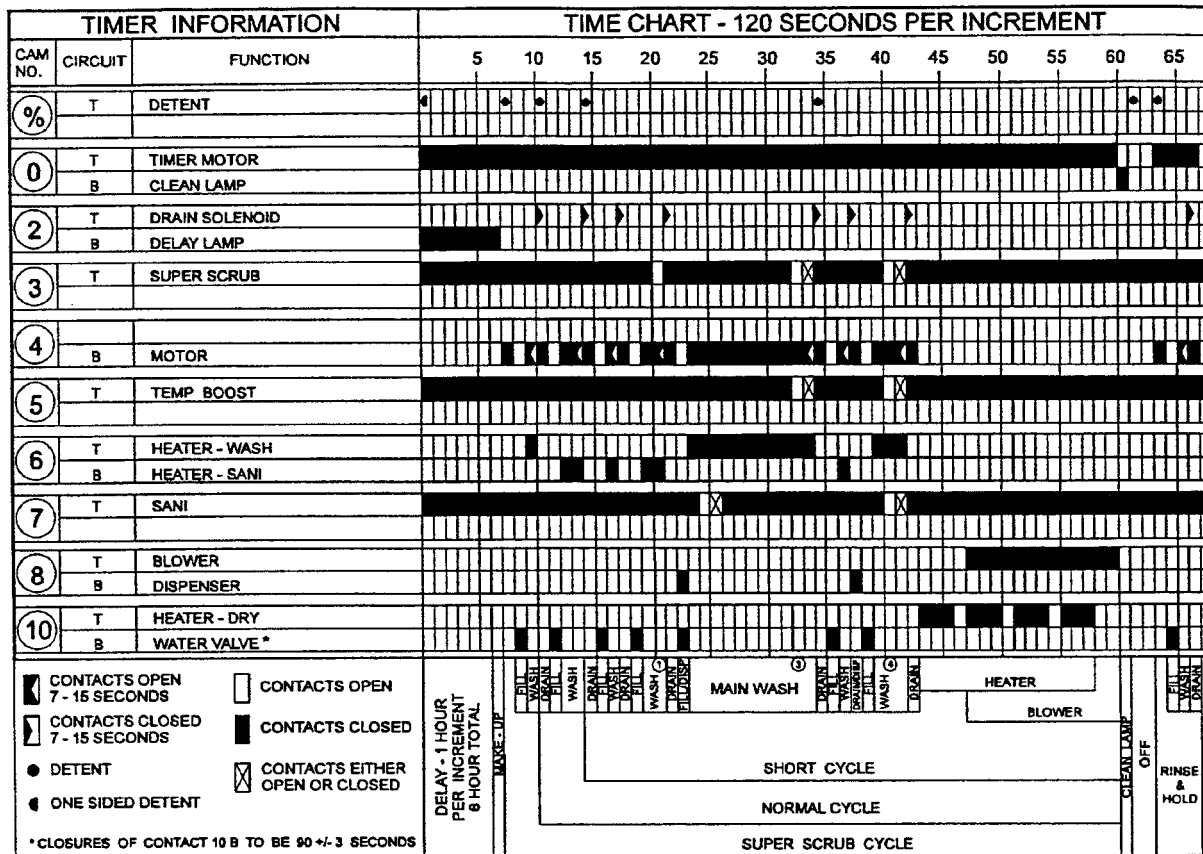 TIMER INFORMATION
TIME CHART - 120 SECONDS PER INCREMENT
CAM NO. CIRCUIT FUNCTION
5 10 15 20 25 30 35 40 45 50 55 60 65
% T DETENT
0 T TIMER MOTOR
B CLEAN LAMP
2 T DRAIN SOLENOID
B DELAY LAMP
3 T SUPER SCRUB
4 B MOTOR
5 T TEMP BOOST
6 T HEATER - WASH
B HEATER - SANI
7 T SANI
8 T BLOWER
B DISPENSER
10 T HEATER - DRY
B WATER VALVE *
CONTACTS OPEN
7 - 15 SECONDS
CONTACTS OPEN
CONTACTS CLOSED
7 - 15 SECONDS
CONTACTS CLOSED
DETENT
CONTACTS EITHER
OPEN OR CLOSED
ONE SIDED DETENT
* CLOSURES OF CONTACT 10 B TO BE 90 +/- 3 SECONDS
DELAY - 1 HOUR
PER INCREMENT
MAKE - UP
FILL
WASH
DRAIN
FILL
WASH
DRAIN
FILL
WASH
DRAIN
FILL
WASH 1
DRAIN
FILL/DISP
MAIN WASH 3
DRAIN
FILL
WASH
FILL
WASH 4
DRAIN
HEATER
BLOWER
SHORT CYCLE
NORMAL CYCLE
SUPER SCRUB CYCLE
CLEAN LAMP
OFF
FILL
WASH
DRAIN
RINSE
&
HOLD